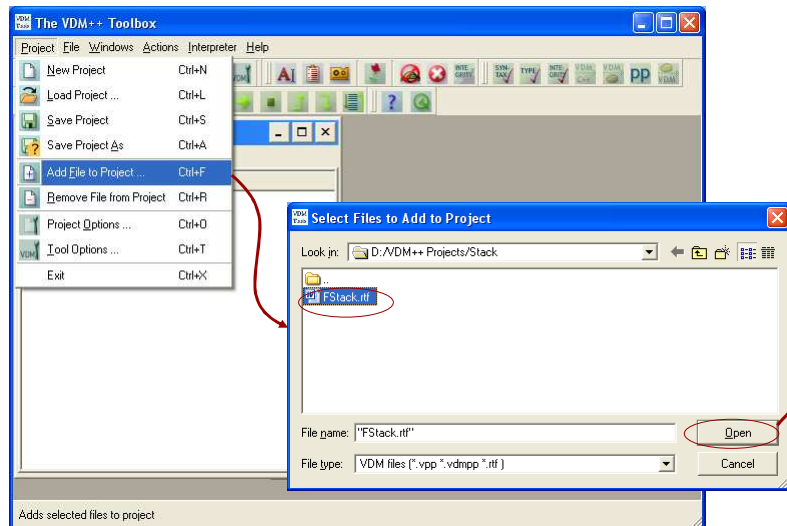 The VDM++ Toolbox
Project File Windows Actions Interpreter Help
New Project Ctrl+N
Load Project ... Ctrl+L
Save Project Ctrl+S
Save Project As Ctrl+A
Add File to Project ... Ctrl+F
Remove File from Project Ctrl+R
Project Options ... Ctrl+O
Tool Options ... Ctrl+T
Exit Ctrl+X
Select Files to Add to Project
Look in: D:/VDM++ Projects/Stack
..
FStack.rtf
File name: "FStack.rtf"
Open
File type: VDM files (*.vpp *.vdmpp *.rtf )
Cancel
Adds selected files to project